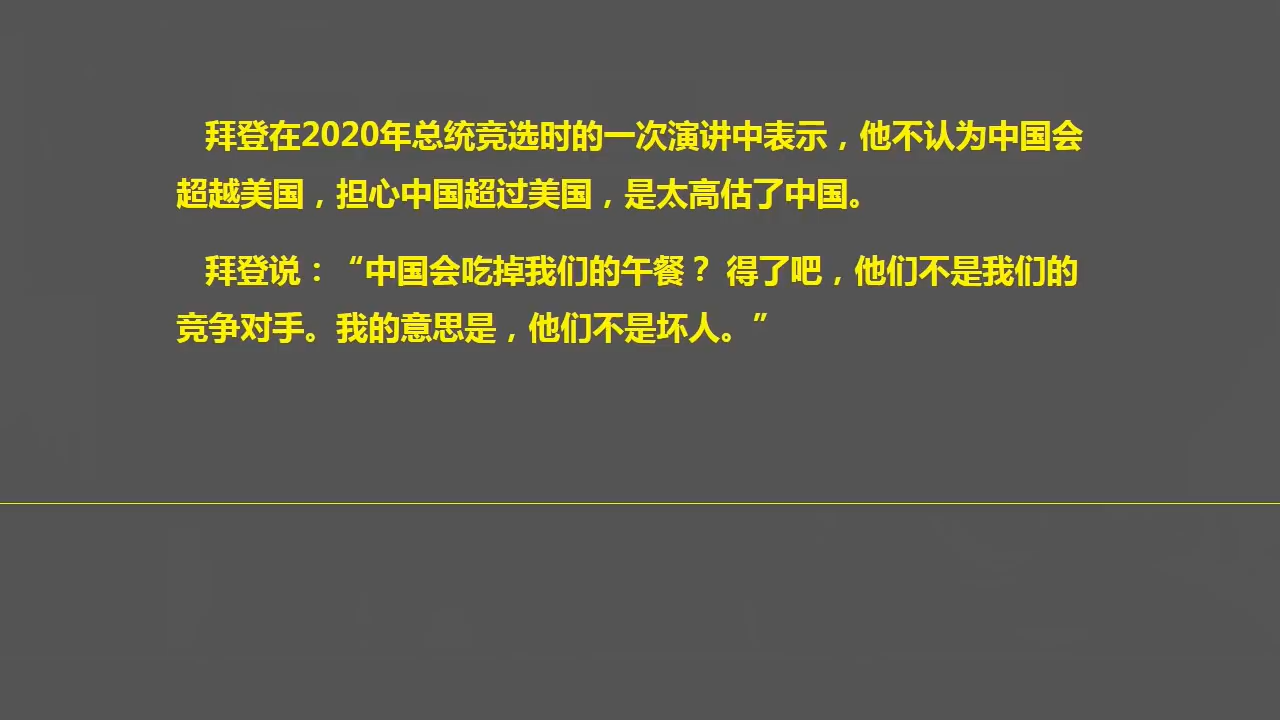 拜登在2020年总统竞选时的一次演讲中表示，他不认为中国会
超越美国，担心中国超过美国，是太高估了中国。
拜登说：“中国会吃掉我们的午餐？ 得了吧，他们不是我们的
竞争对手。我的意思是，他们不是坏人。”